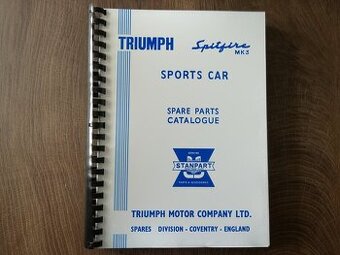 TRIUMPH Spitfire
MK3
SPORTS CAR
SPARE PARTS
CATALOGUE
STANPART
TRIUMPH MOTOR COMPANY LTD.
SPARES DIVISION - COVENTRY - ENGLAND